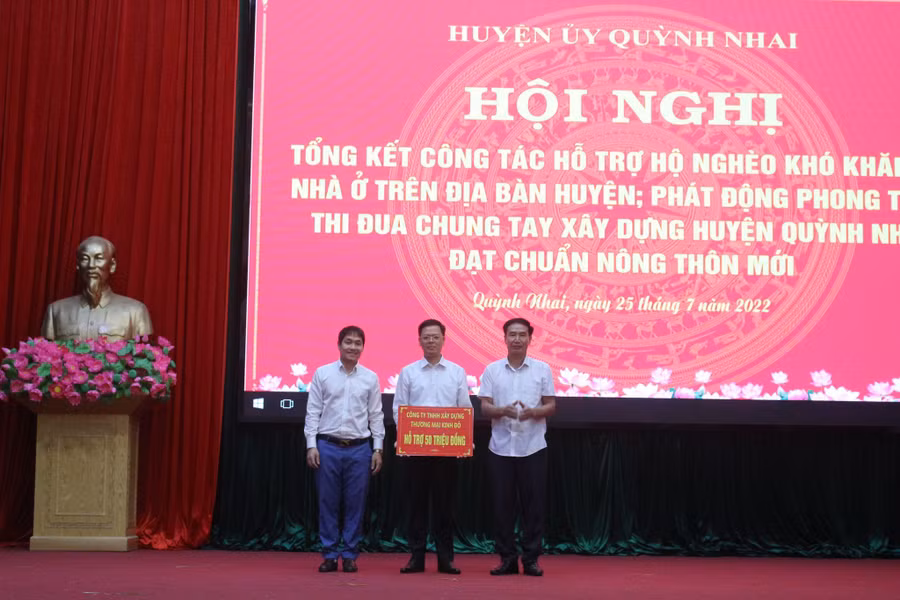 HUYỆN ỦY QUỲNH NHAI
HỘI NGHỊ
TỔNG KẾT CÔNG TÁC HỖ TRỢ HỘ NGHÈO KHÓ KHĂ
NHÀ Ở TRÊN ĐỊA BÀN HUYỆN; PHÁT ĐỘNG PHONG T
THI ĐUA CHUNG TAY XÂY DỰNG HUYỆN QUỲNH NH
ĐẠT CHUẨN NÔNG THÔN MỚI
Quỳnh Nhai, ngày 25 tháng 7 năm 2022
CÔNG TY TNHH XÂY DỰNG
THƯƠNG MẠI KINH ĐÔ
HỖ TRỢ 50 TRIỆU ĐỒNG